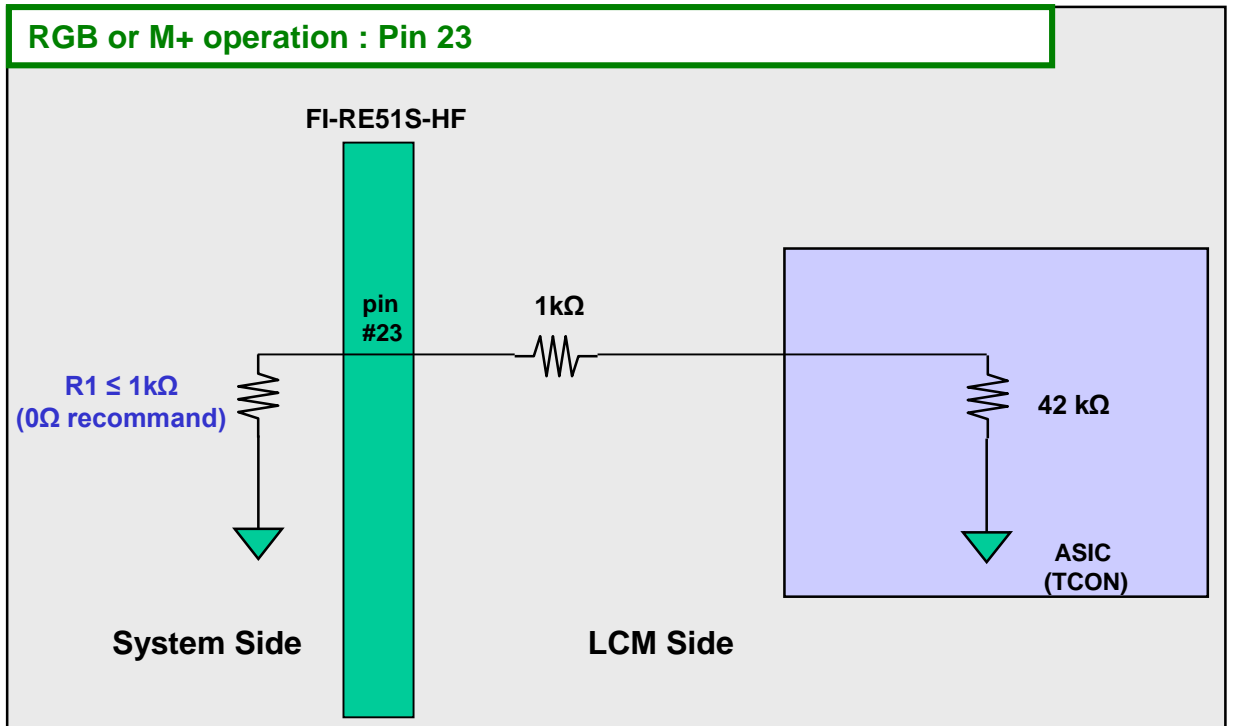 RGB or M+ operation : Pin 23
FI-RE51S-HF
pin
#23
1kΩ
R1 ≤ 1kΩ
(0Ω recommand)
42 kΩ
ASIC
(TCON)
System Side
LCM Side